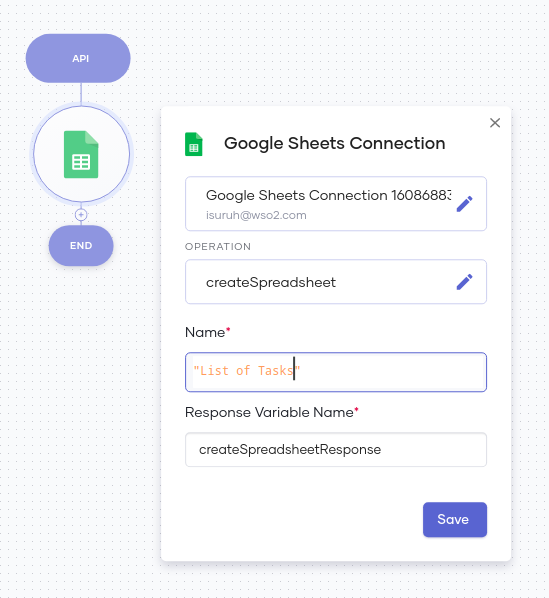 API
END
Google Sheets Connection
Google Sheets Connection 16086883
isuruh@wso2.com
OPERATION
createSpreadsheet
Name*
"List of Tasks"
Response Variable Name*
createSpreadsheetResponse
Save